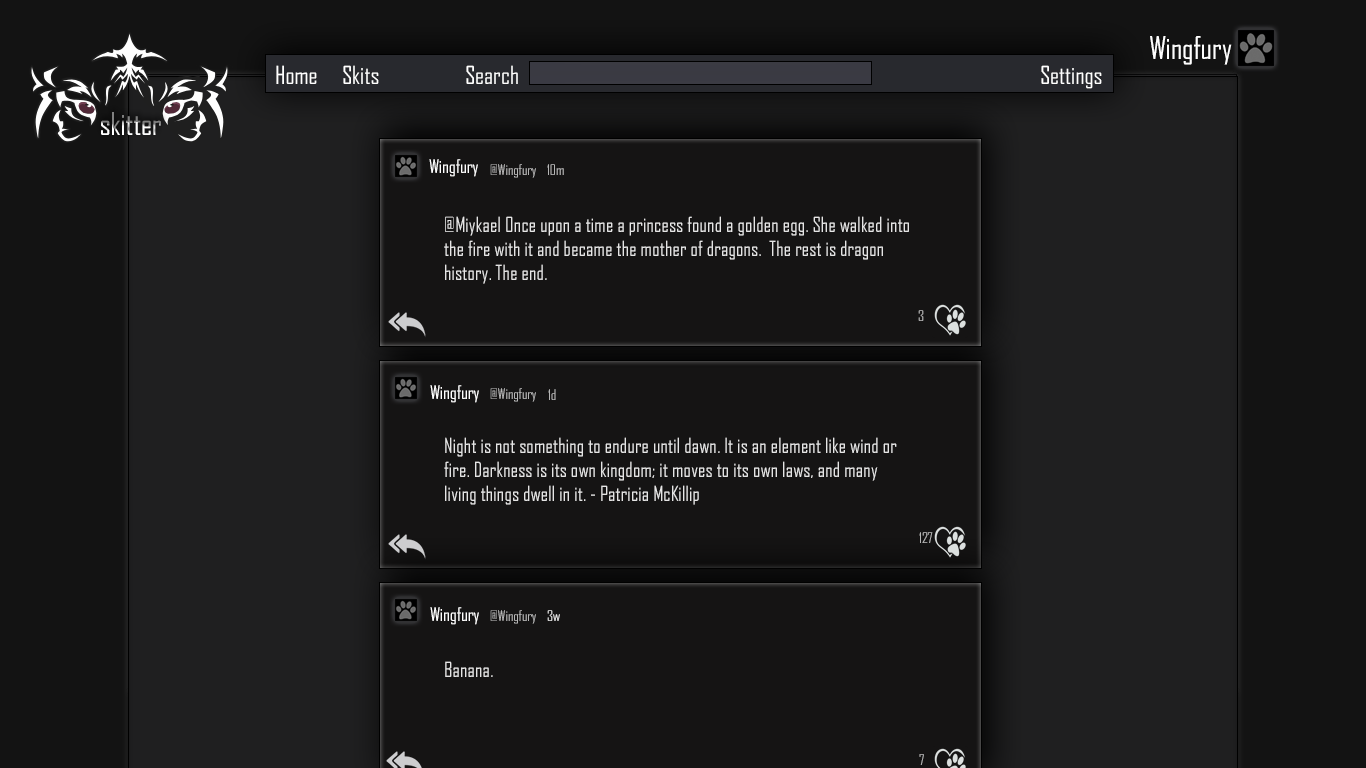 Wingfury
Home Skits Search Settings
skitter
Wingfury @Wingfury 10m
@Miykael Once upon a time a princess found a golden egg. She walked into
the fire with it and became the mother of dragons.  The rest is dragon
history. The end.
3
Wingfury @Wingfury 1d
Night is not something to endure until dawn. It is an element like wind or
fire. Darkness is its own kingdom; it moves to its own laws, and many
living things dwell in it. - Patricia McKillip
127
Wingfury @Wingfury 3w
Banana.
7